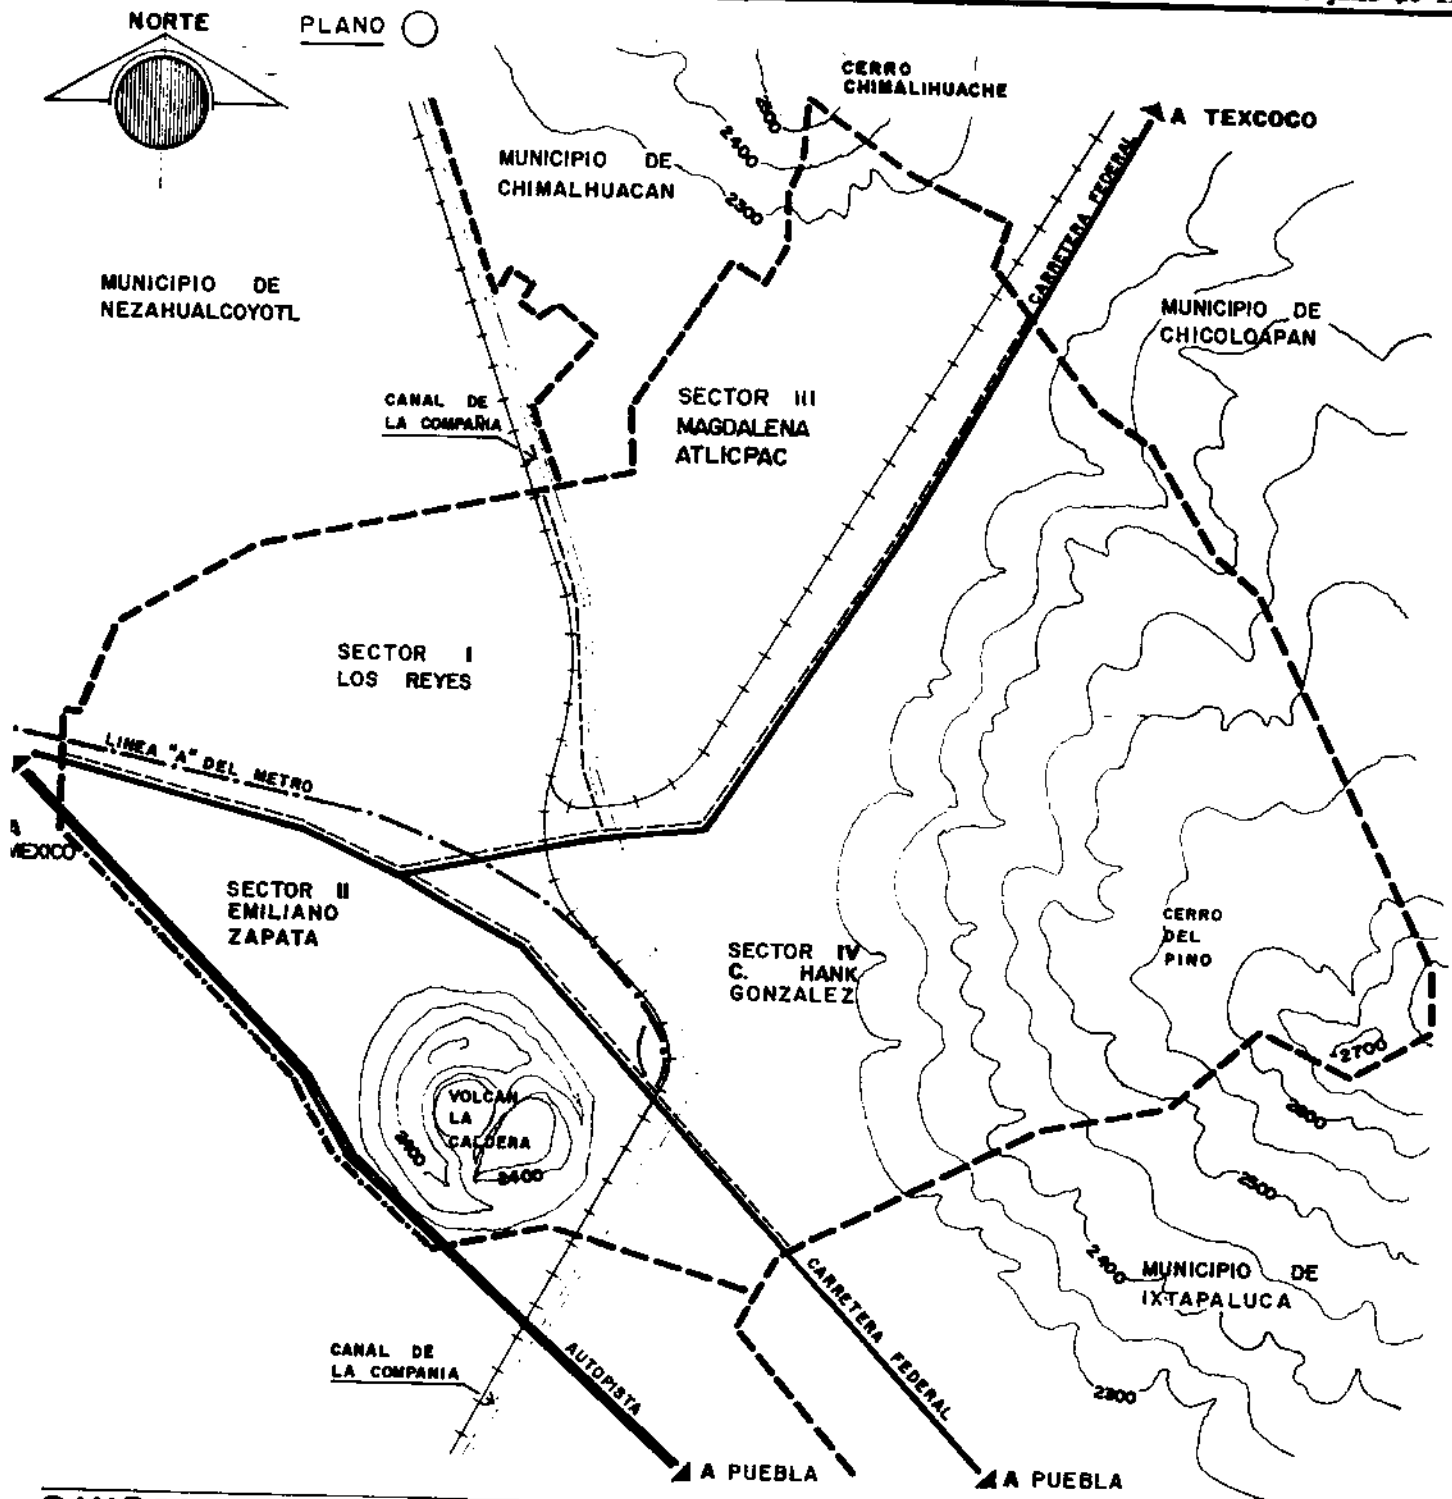 NORTE
PLANO
CERRO
CHIMALIHUACHE
A TEXCOCO
2500
2400
2300
MUNICIPIO DE
CHIMALHUACAN
CARRETERA FEDERAL
MUNICIPIO DE
NEZAHUALCOYOTL
MUNICIPIO DE
CHICOLOAPAN
CANAL DE
LA COMPAÑIA
SECTOR III
MAGDALENA
ATLICPAC
SECTOR I
LOS REYES
LINEA "A" DEL METRO
MEXICO
SECTOR II
EMILIANO
ZAPATA
SECTOR IV
C. HANK
GONZALEZ
CERRO
DEL
PINO
2700
VOLCAN
LA
CALDERA
2400
2400
2600
2500
2400
MUNICIPIO DE
IXTAPALUCA
CARRETERA FEDERAL
CANAL DE
LA COMPANIA
AUTOPISTA
2300
A PUEBLA
A PUEBLA